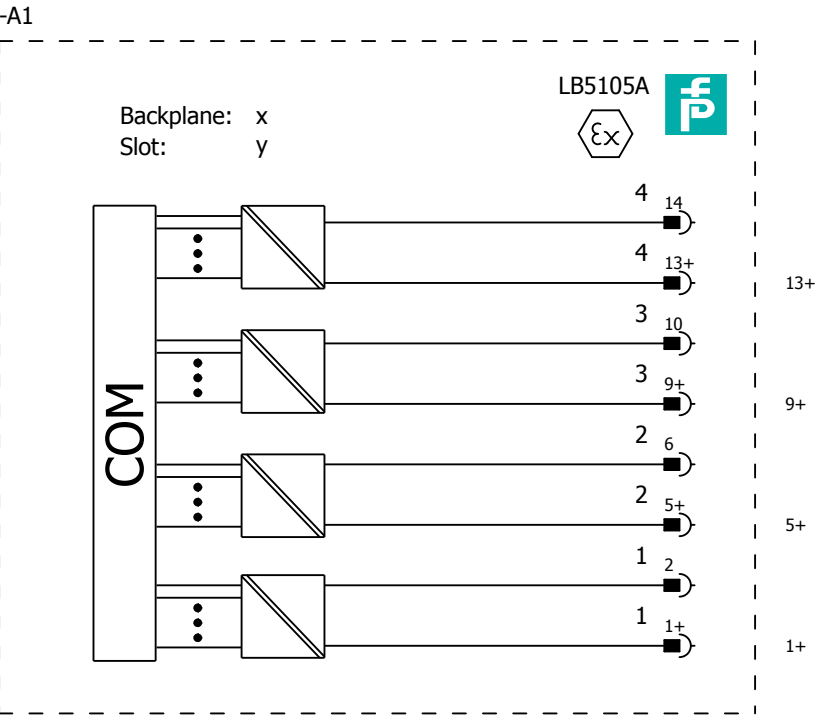 -A1
LB5105A
Backplane: x
Slot: y
Ɛx
4 14
4 13+ 13+
3 10
3 9+ 9+
COM
2 6
2 5+ 5+
1 2
1 1+ 1+